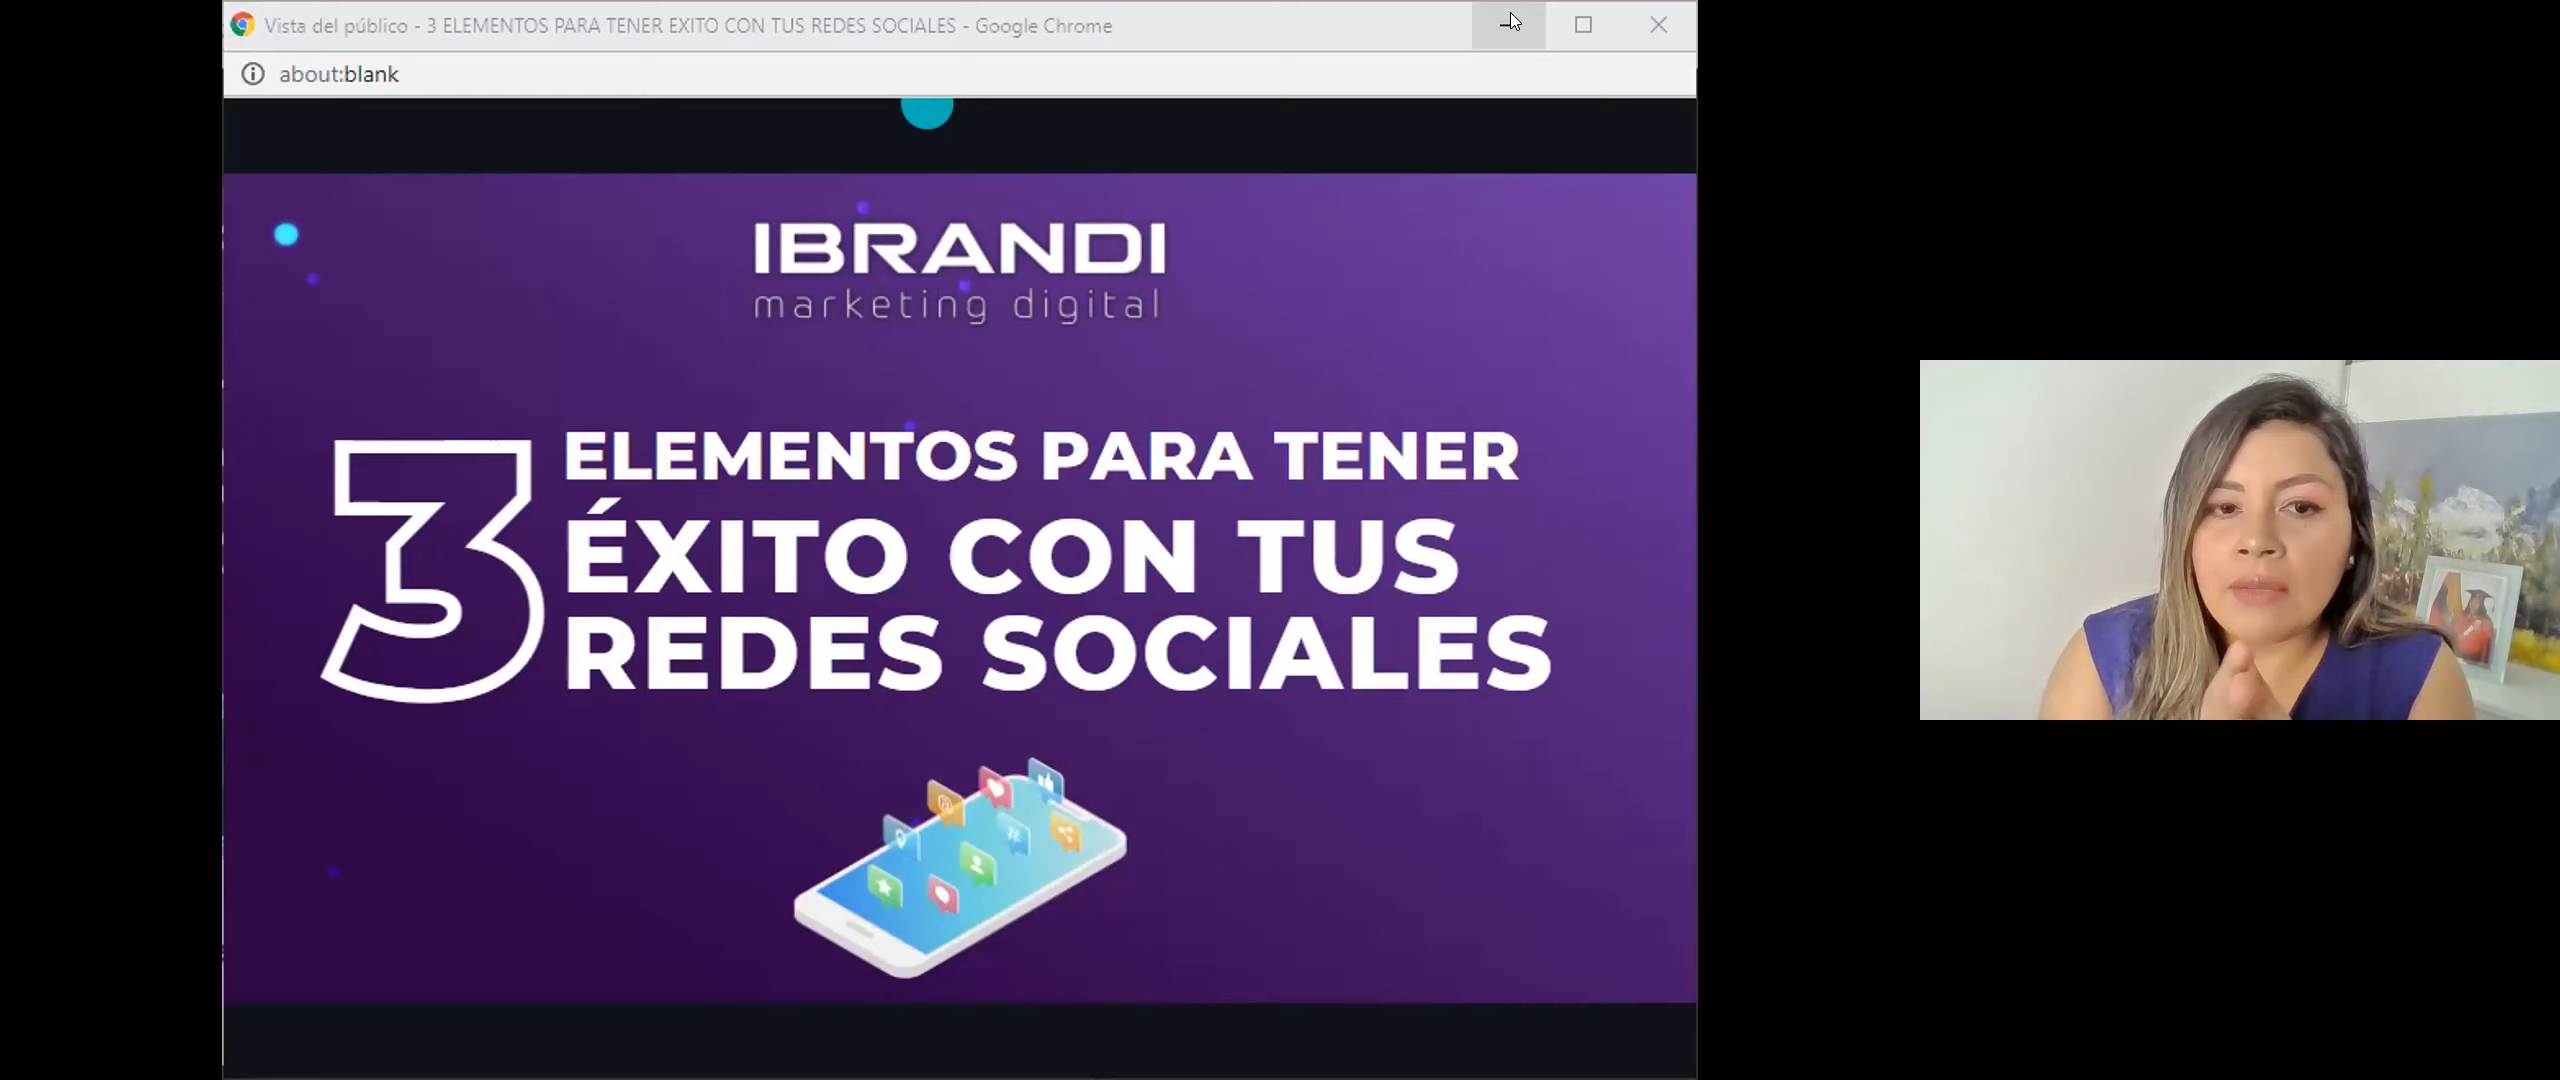 Vista del público - 3 ELEMENTOS PARA TENER EXITO CON TUS REDES SOCIALES - Google Chrome
about:blank
IBRANDI
marketing digital
3
ELEMENTOS PARA TENER
ÉXITO CON TUS
REDES SOCIALES